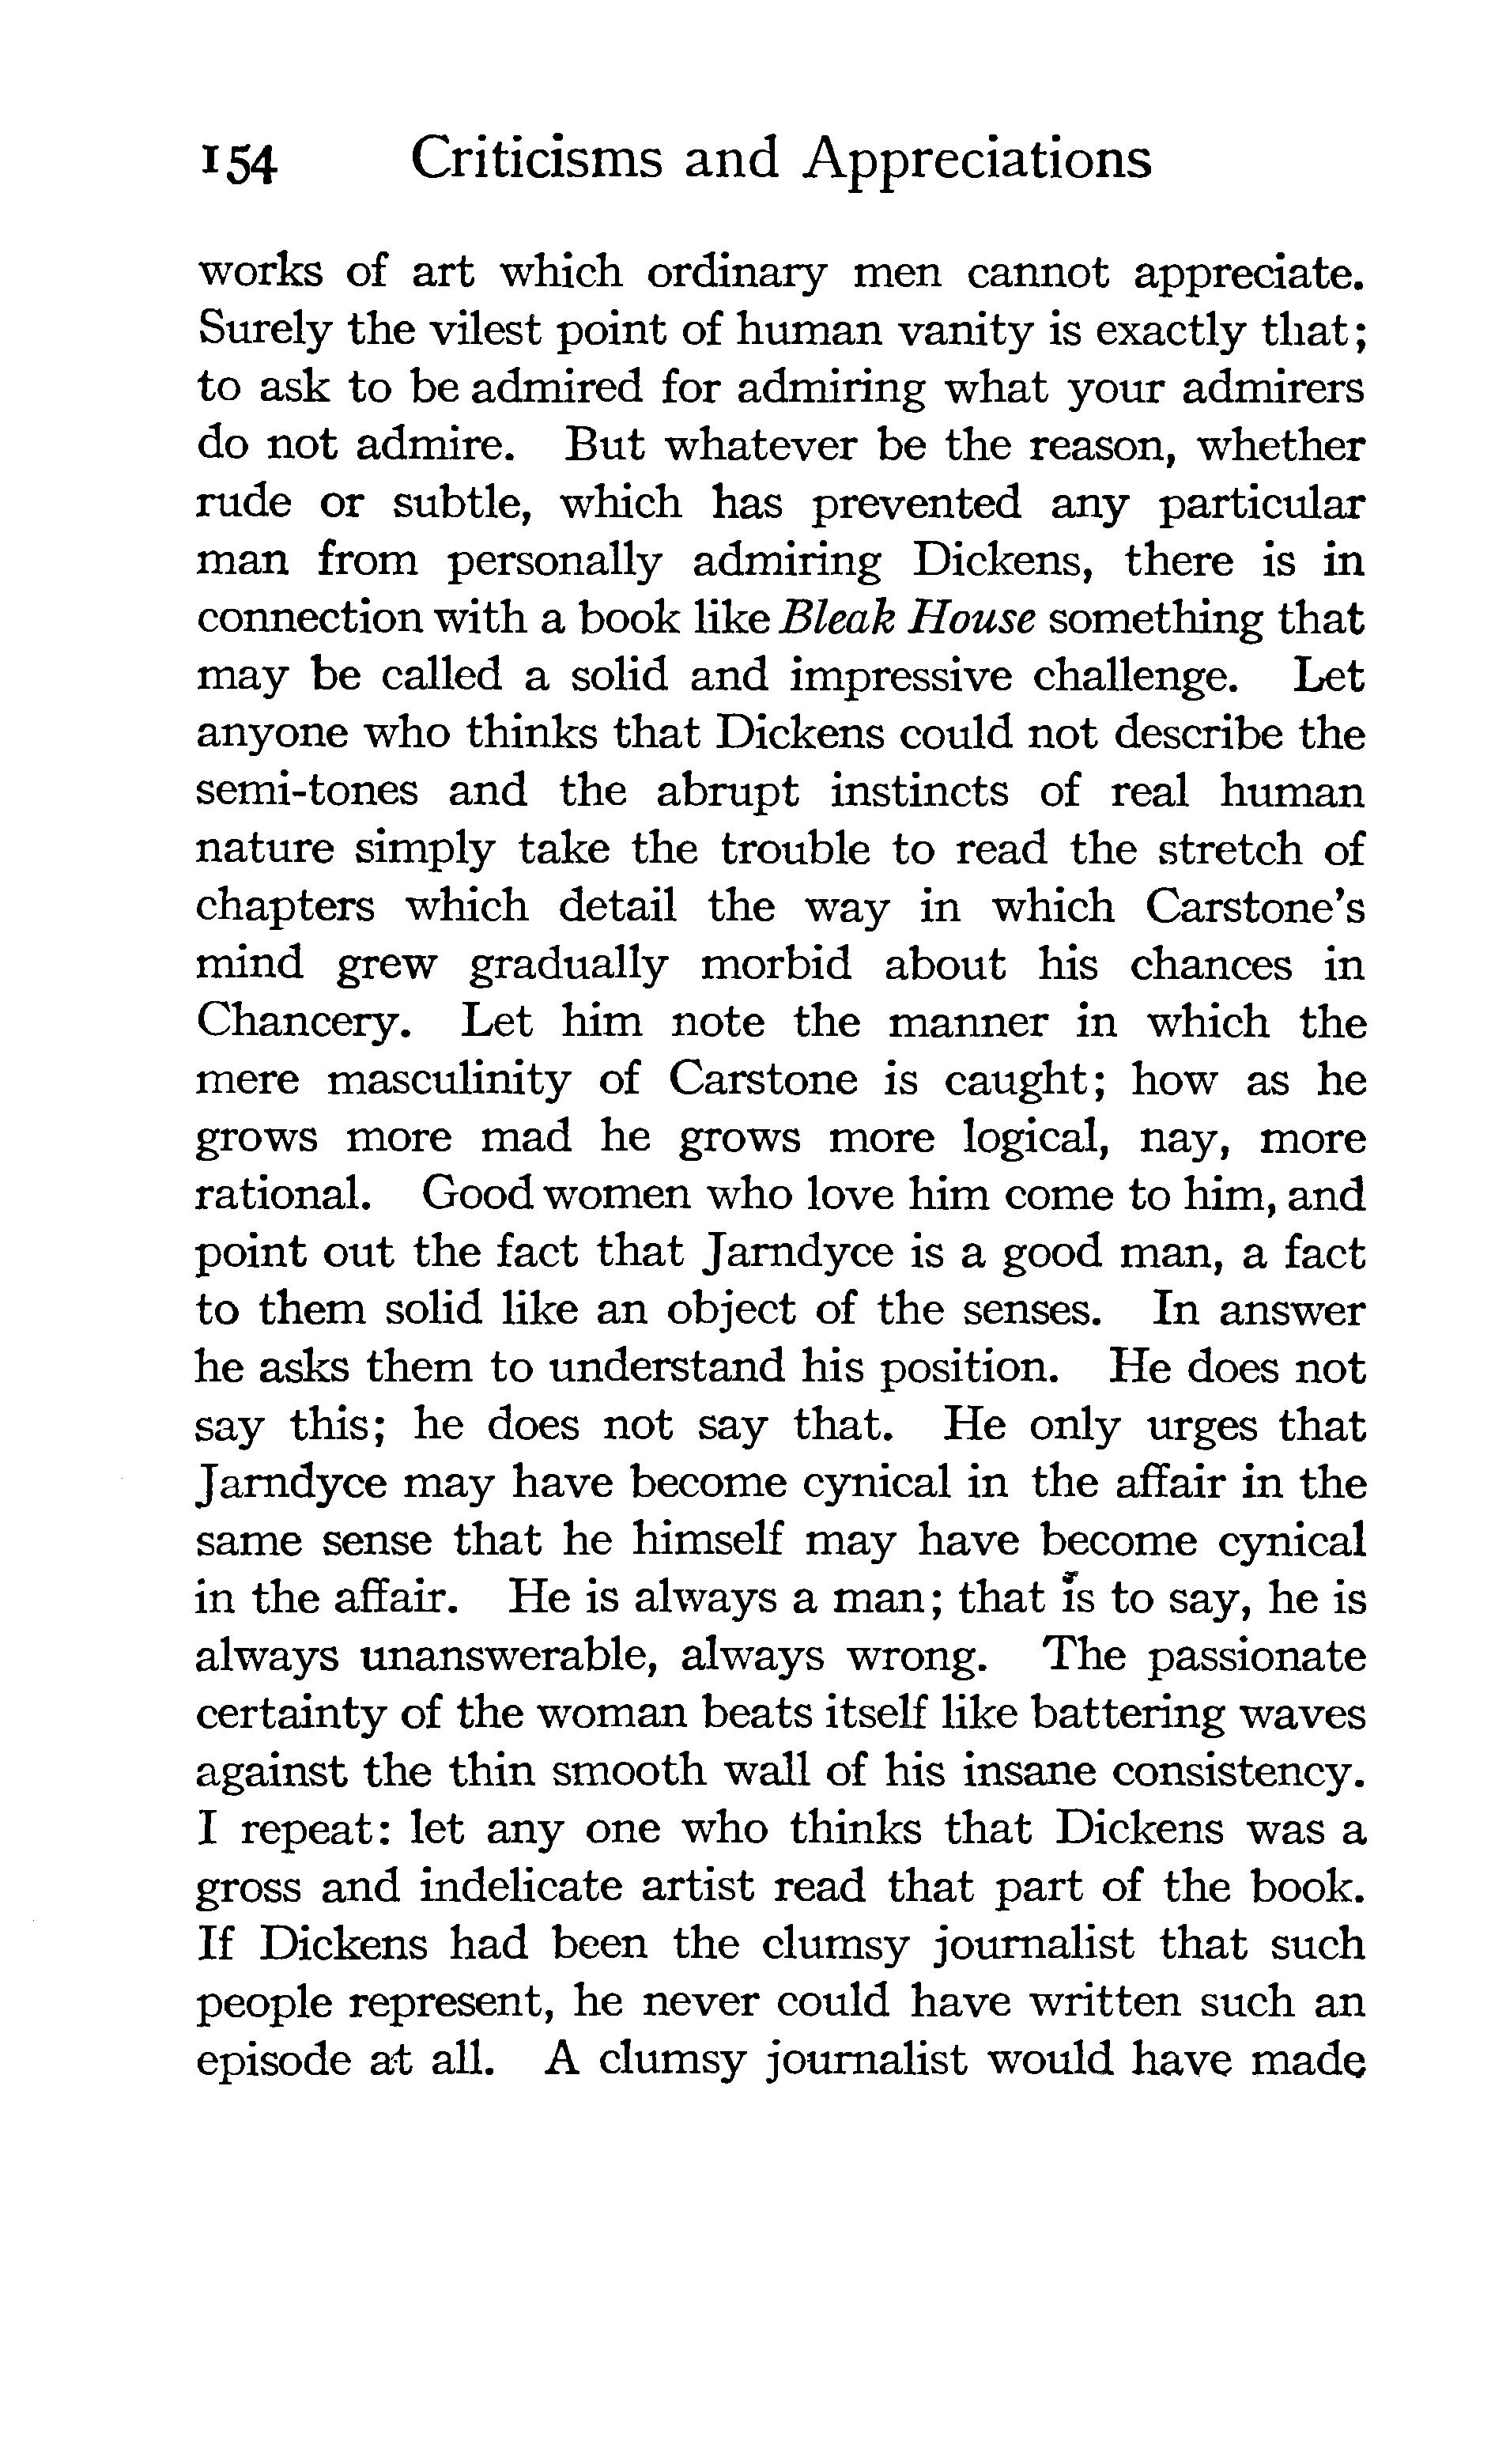 154 Criticisms and Appreciations
works of art which ordinary men cannot appreciate.
Surely the vilest point of human vanity is exactly that;
to ask to be admired for admiring what your admirers
do not admire. But whatever be the reason, whether
rude or subtle, which has prevented any particular
man from personally admiring Dickens, there is in
connection with a book like Bleak House something that
may be called a solid and impressive challenge. Let
anyone who thinks that Dickens could not describe the
semi-tones and the abrupt instincts of real human
nature simply take the trouble to read the stretch of
chapters which detail the way in which Carstone's
mind grew gradually morbid about his chances in
Chancery. Let him note the manner in which the
mere masculinity of Carstone is caught; how as he
grows more mad he grows more logical, nay, more
rational. Good women who love him come to him, and
point out the fact that Jarndyce is a good man, a fact
to them solid like an object of the senses. In answer
he asks them to understand his position. He does not
say this; he does not say that. He only urges that
Jarndyce may have become cynical in the affair in the
same sense that he himself may have become cynical
in the affair. He is always a man; that is to say, he is
always unanswerable, always wrong. The passionate
certainty of the woman beats itself like battering waves
against the thin smooth wall of his insane consistency.
I repeat: let any one who thinks that Dickens was a
gross and indelicate artist read that part of the book.
If Dickens had been the clumsy journalist that such
people represent, he never could have written such an
episode at all. A clumsy journalist would have made